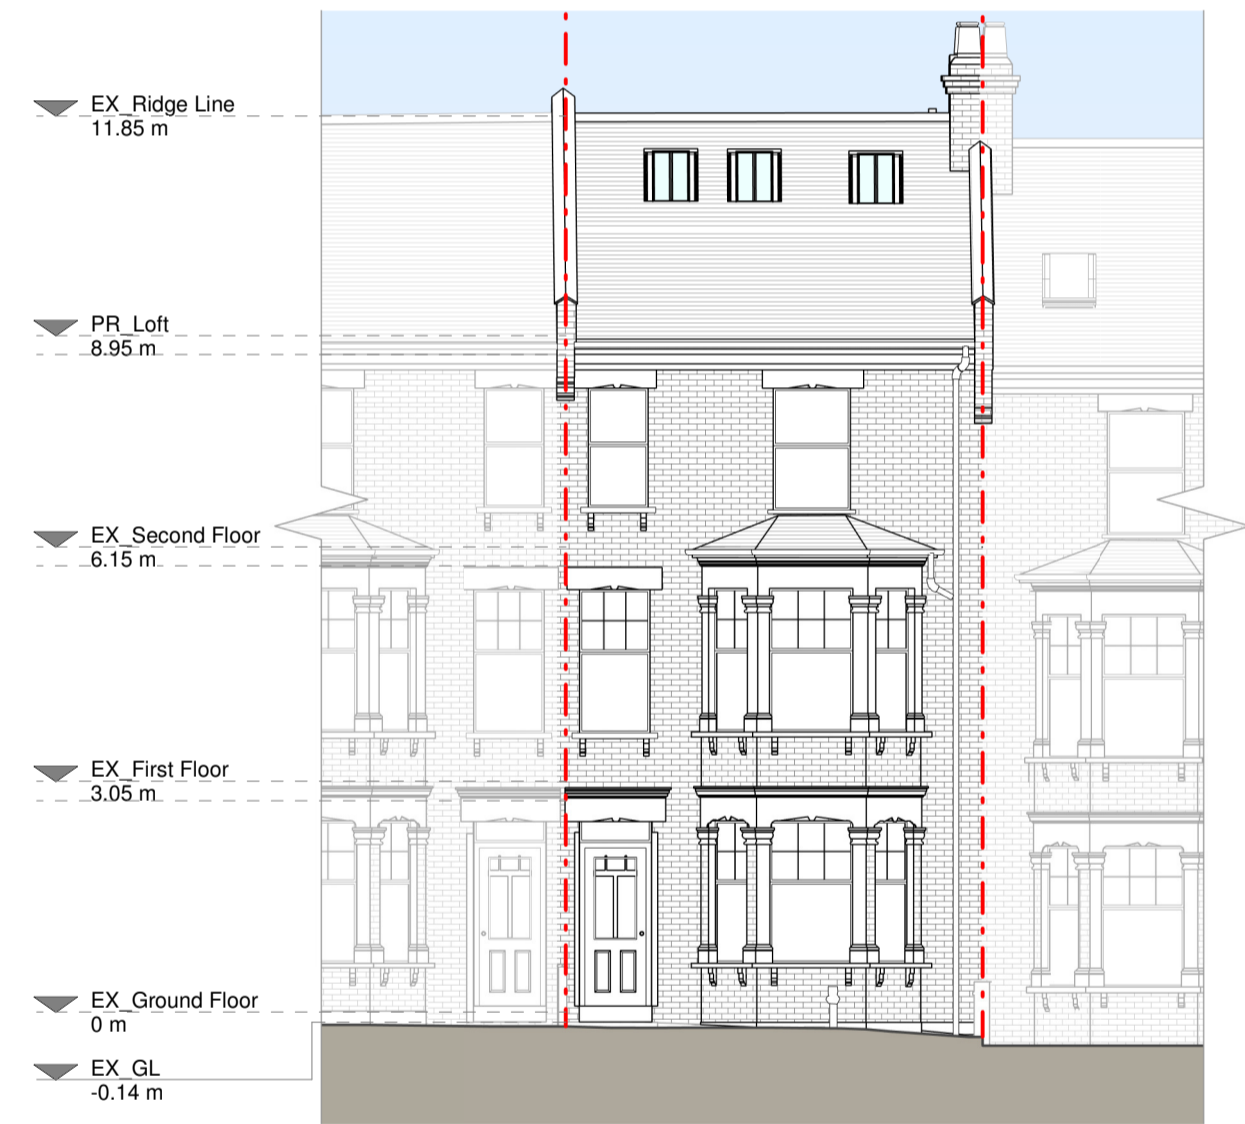 EX_Ridge Line
11.85 m
PR_Loft
8.95 m
EX_Second Floor
6.15 m
EX_First Floor
3.05 m
EX_Ground Floor
0 m
EX_GL
-0.14 m